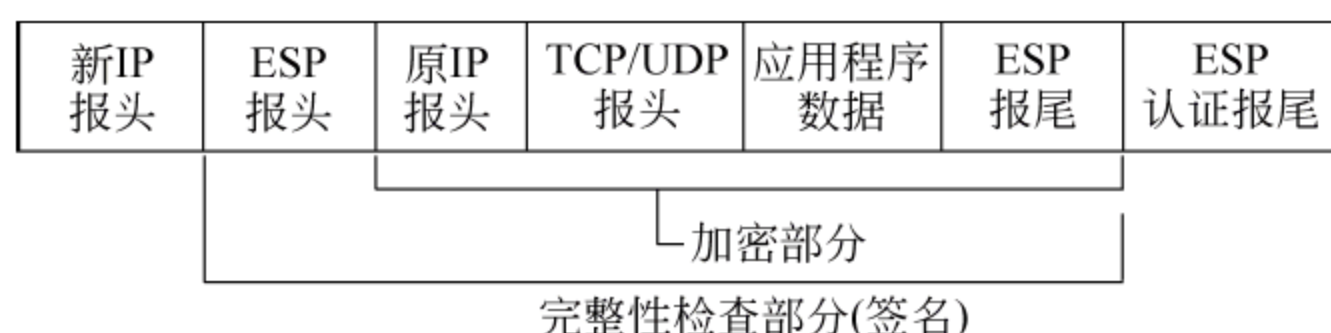 新IP
报头
ESP
报头
原IP
报头
TCP/UDP
报头
应用程序
数据
ESP
报尾
ESP
认证报尾
加密部分
完整性检查部分(签名)